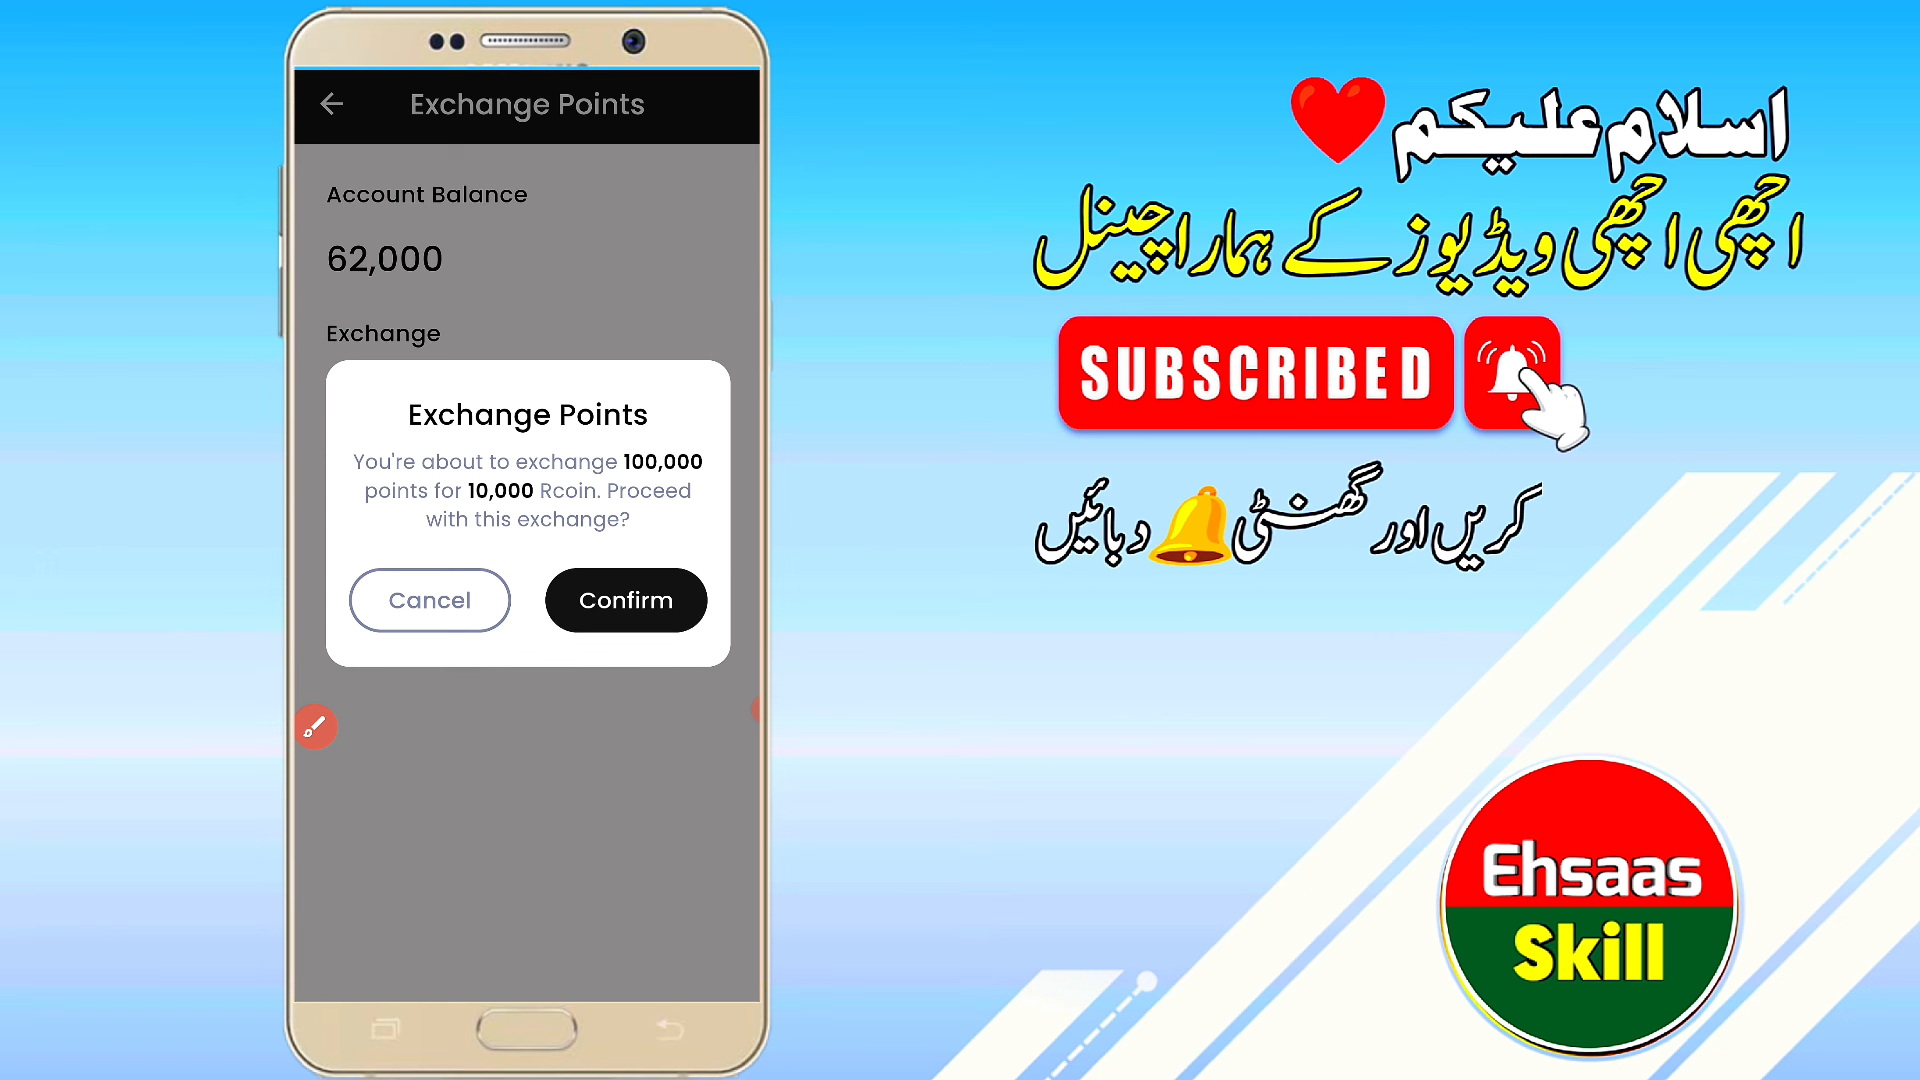 Exchange Points
Account Balance
62,000
Exchange
Exchange Points
You're about to exchange 100,000
points for 10,000 Rcoin. Proceed
with this exchange?
Cancel
Confirm
اسلام علیکم
اچھی اچھی ویڈیوز کے ہمارا چینل
SUBSCRIBED
کریں اور گھنٹی دبائیں
Ehsaas
Skill